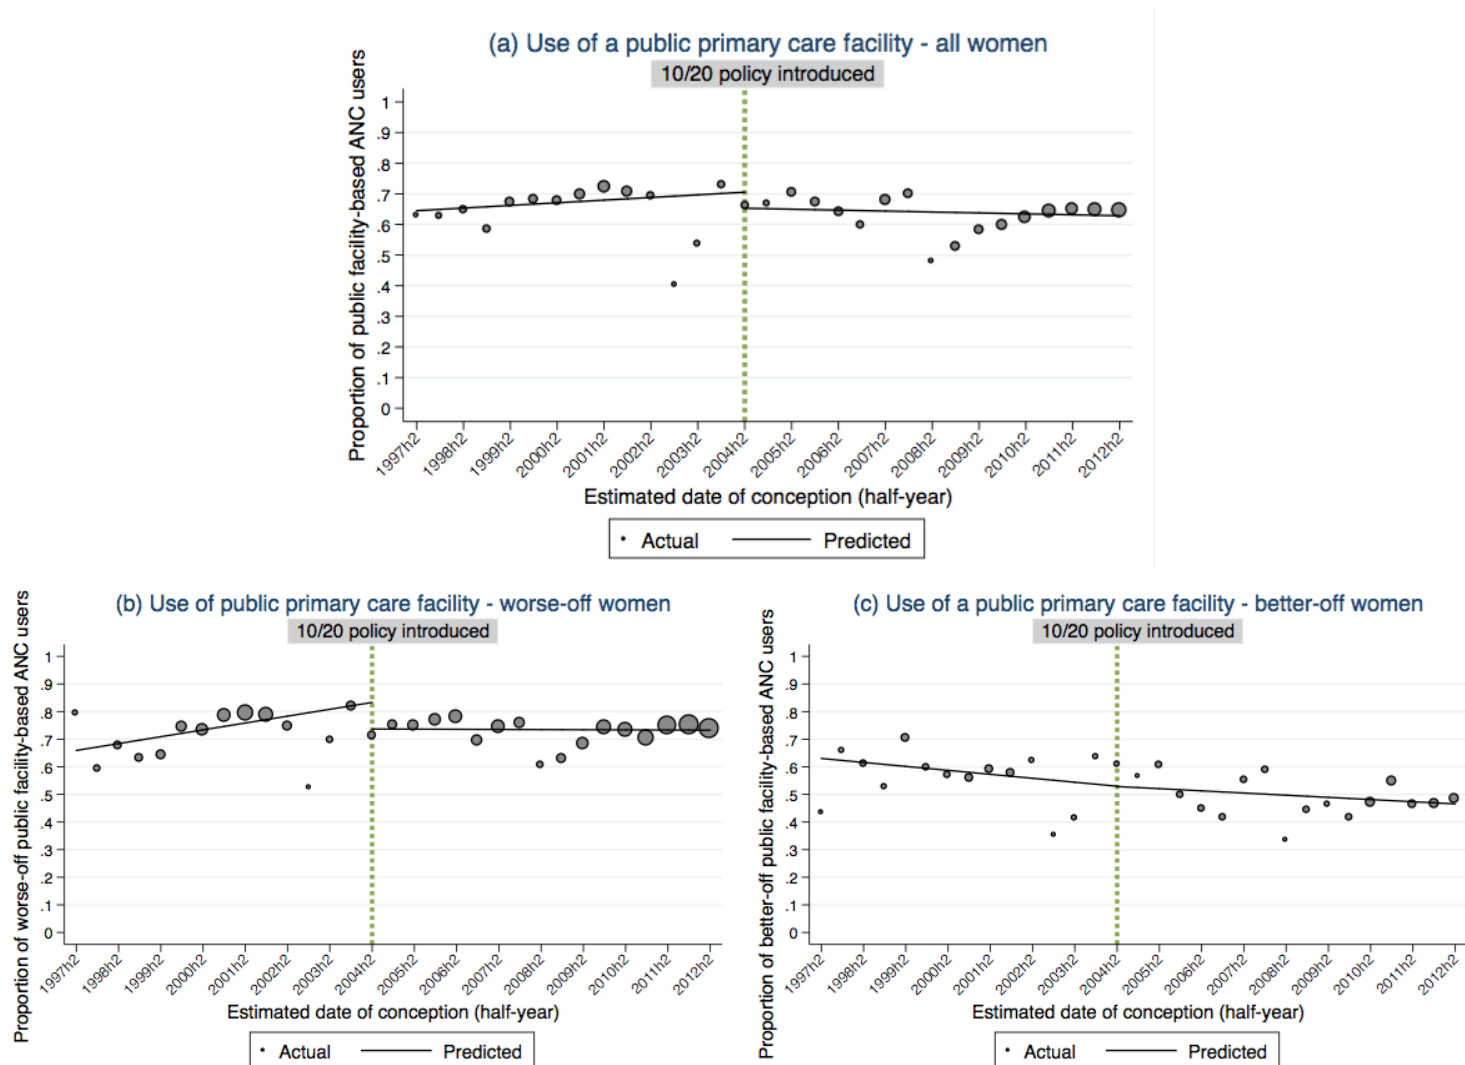 (a) Use of a public primary care facility - all women
10/20 policy introduced
Proportion of public facility-based ANC users
1
.9
.8
.7
.6
.5
.4
.3
.2
.1
0
1997h2
1998h2
1999h2
2000h2
2001h2
2002h2
2003h2
2004h2
2005h2
2006h2
2007h2
2008h2
2009h2
2010h2
2011h2
2012h2
Estimated date of conception (half-year)
Actual Predicted
(b) Use of public primary care facility - worse-off women
10/20 policy introduced
Proportion of worse-off public facility-based ANC users
1
.9
.8
.7
.6
.5
.4
.3
.2
.1
0
1997h2
1998h2
1999h2
2000h2
2001h2
2002h2
2003h2
2004h2
2005h2
2006h2
2007h2
2008h2
2009h2
2010h2
2011h2
2012h2
Estimated date of conception (half-year)
Actual Predicted
(c) Use of a public primary care facility - better-off women
10/20 policy introduced
Proportion of better-off public facility-based ANC users
1
.9
.8
.7
.6
.5
.4
.3
.2
.1
0
1997h2
1998h2
1999h2
2000h2
2001h2
2002h2
2003h2
2004h2
2005h2
2006h2
2007h2
2008h2
2009h2
2010h2
2011h2
2012h2
Estimated date of conception (half-year)
Actual Predicted